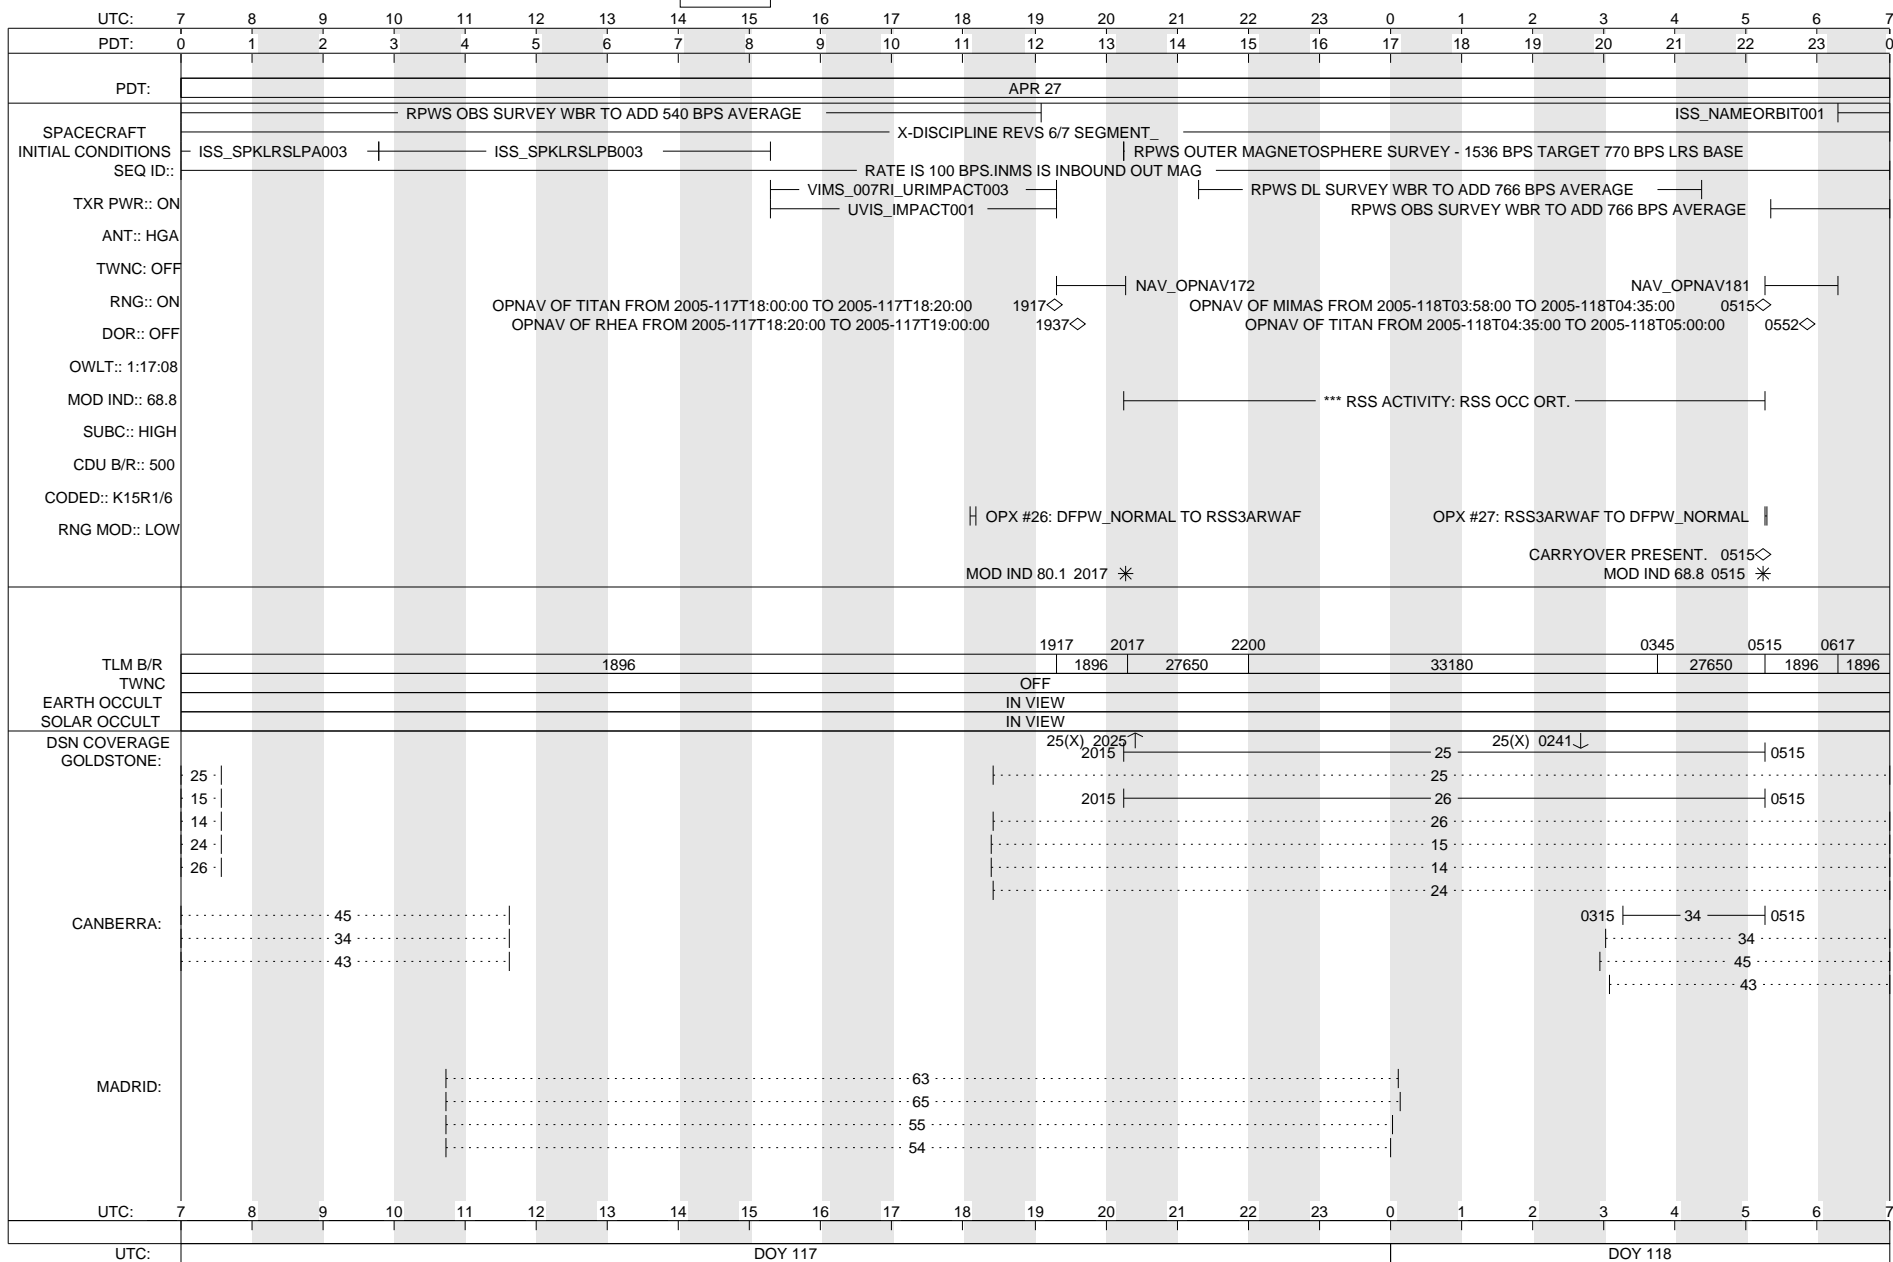 UTC: 7 8 9 10 11 12 13 14 15 16 17 18 19 20 21 22 23 0 1 2 3 4 5 6 7
PDT: 0 1 2 3 4 5 6 7 8 9 10 11 12 13 14 15 16 17 18 19 20 21 22 23 0
PDT: APR 27
RPWS OBS SURVEY WBR TO ADD 540 BPS AVERAGE ISS_NAMEORBIT001
SPACECRAFT X-DISCIPLINE REVS 6/7 SEGMENT_
INITIAL CONDITIONS ISS_SPKLRSLPA003 ISS_SPKLRSLPB003 RPWS OUTER MAGNETOSPHERE SURVEY - 1536 BPS TARGET 770 BPS LRS BASE
SEQ ID:: RATE IS 100 BPS.INMS IS INBOUND OUT MAG
VIMS_007RI_URIMPACT003 RPWS DL SURVEY WBR TO ADD 766 BPS AVERAGE
TXR PWR:: ON UVIS_IMPACT001 RPWS OBS SURVEY WBR TO ADD 766 BPS AVERAGE
ANT:: HGA
TWNC: OFF
NAV_OPNAV172 NAV_OPNAV181
RNG:: ON OPNAV OF TITAN FROM 2005-117T18:00:00 TO 2005-117T18:20:00 1917 OPNAV OF MIMAS FROM 2005-118T03:58:00 TO 2005-118T04:35:00 0515
OPNAV OF RHEA FROM 2005-117T18:20:00 TO 2005-117T19:00:00 1937 OPNAV OF TITAN FROM 2005-118T04:35:00 TO 2005-118T05:00:00 0552
DOR:: OFF
OWLT:: 1:17:08
MOD IND:: 68.8 *** RSS ACTIVITY: RSS OCC ORT.
SUBC:: HIGH
CDU B/R:: 500
CODED:: K15R1/6
OPX #26: DFPW_NORMAL TO RSS3ARWAF OPX #27: RSS3ARWAF TO DFPW_NORMAL
RNG MOD:: LOW
CARRYOVER PRESENT. 0515
MOD IND 80.1 2017 MOD IND 68.8 0515
1917 2017 2200 0345 0515 0617
TLM B/R 1896 1896 27650 33180 27650 1896 1896
TWNC OFF
EARTH OCCULT IN VIEW
SOLAR OCCULT IN VIEW
DSN COVERAGE 25(X) 2025 25(X) 0241
GOLDSTONE: 2015 25 0515
25 25
15 2015 26 0515
14 26
24 15
26 14
24
CANBERRA: 45 0315 34 0515
34 34
43 45
43
MADRID: 63
65
55
54
UTC: 7 8 9 10 11 12 13 14 15 16 17 18 19 20 21 22 23 0 1 2 3 4 5 6 7
UTC: DOY 117 DOY 118